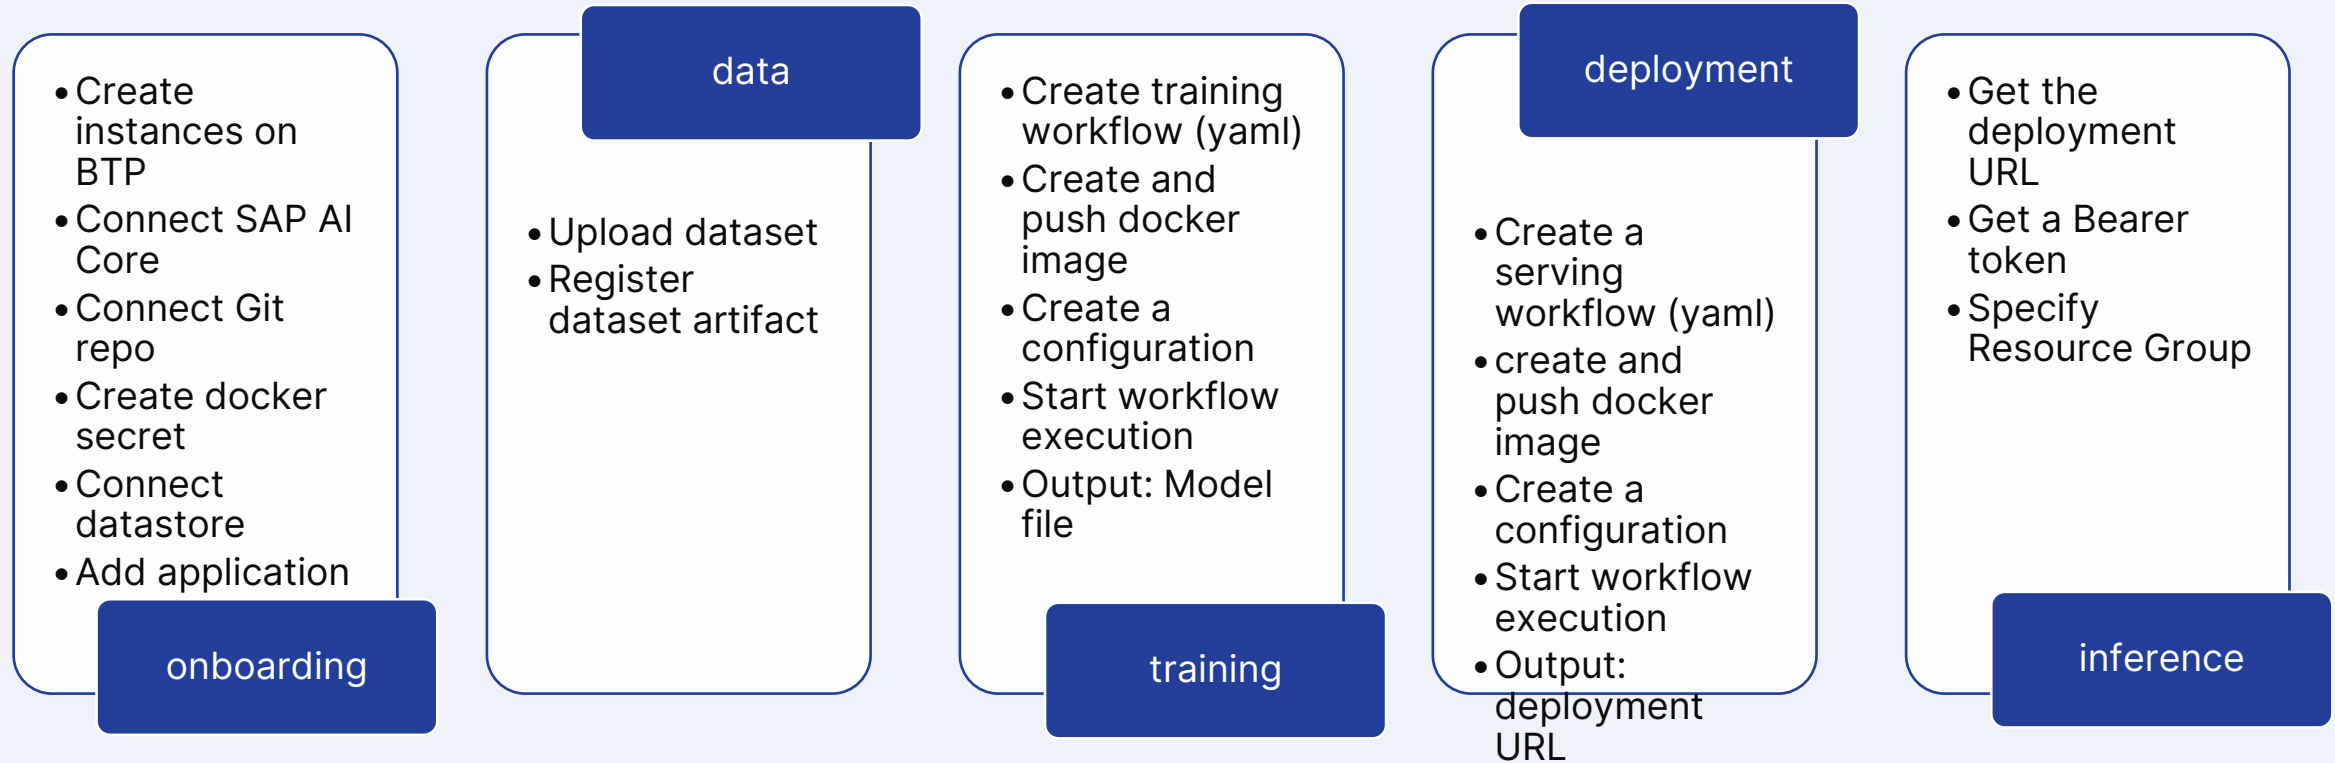 • Create
instances on
BTP
• Connect SAP AI
Core
• Connect Git
repo
• Create docker
secret
• Connect
datastore
• Add application
onboarding
data
• Upload dataset
• Register
dataset artifact
• Create training
workflow (yaml)
• Create and
push docker
image
• Create a
configuration
• Start workflow
execution
• Output: Model
file
training
deployment
• Create a
serving
workflow (yaml)
• create and
push docker
image
• Create a
configuration
• Start workflow
execution
• Output:
deployment
URL
• Get the
deployment
URL
• Get a Bearer
token
• Specify
Resource Group
inference